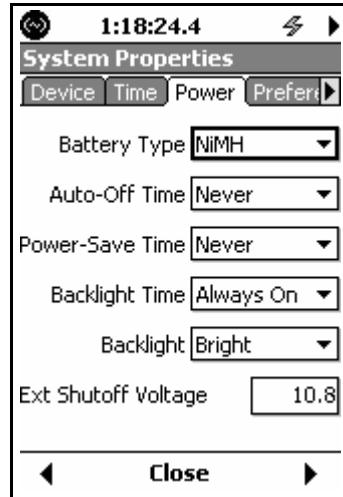 1:18:24.4
System Properties
Device Time Power
Battery Type NiMH
Auto-Off Time Never
Power-Save Time Never
Backlight Time Always On
Backlight Bright
Ext Shutoff Voltage 10.8
Close